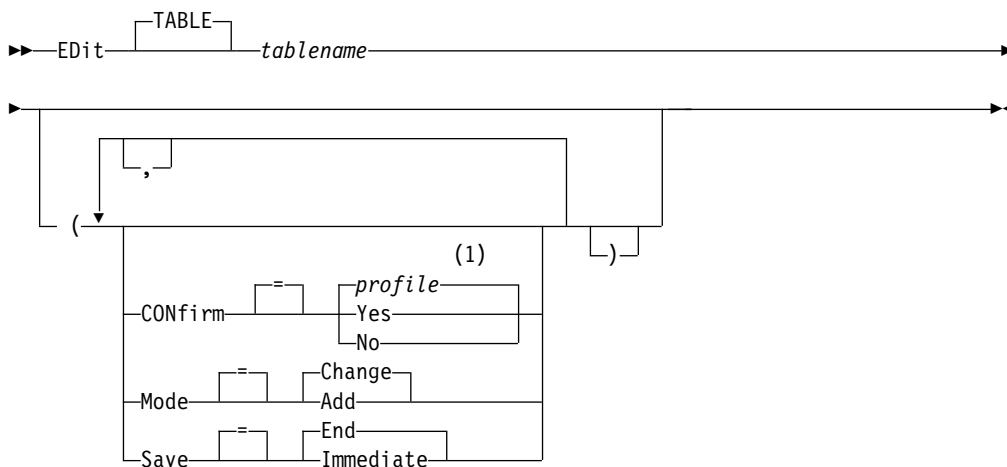 TABLE
EDit tablename
,
(
)
(1)
= profile
CONfirm Yes
No
= Change
Mode Add
= End
Save Immediate